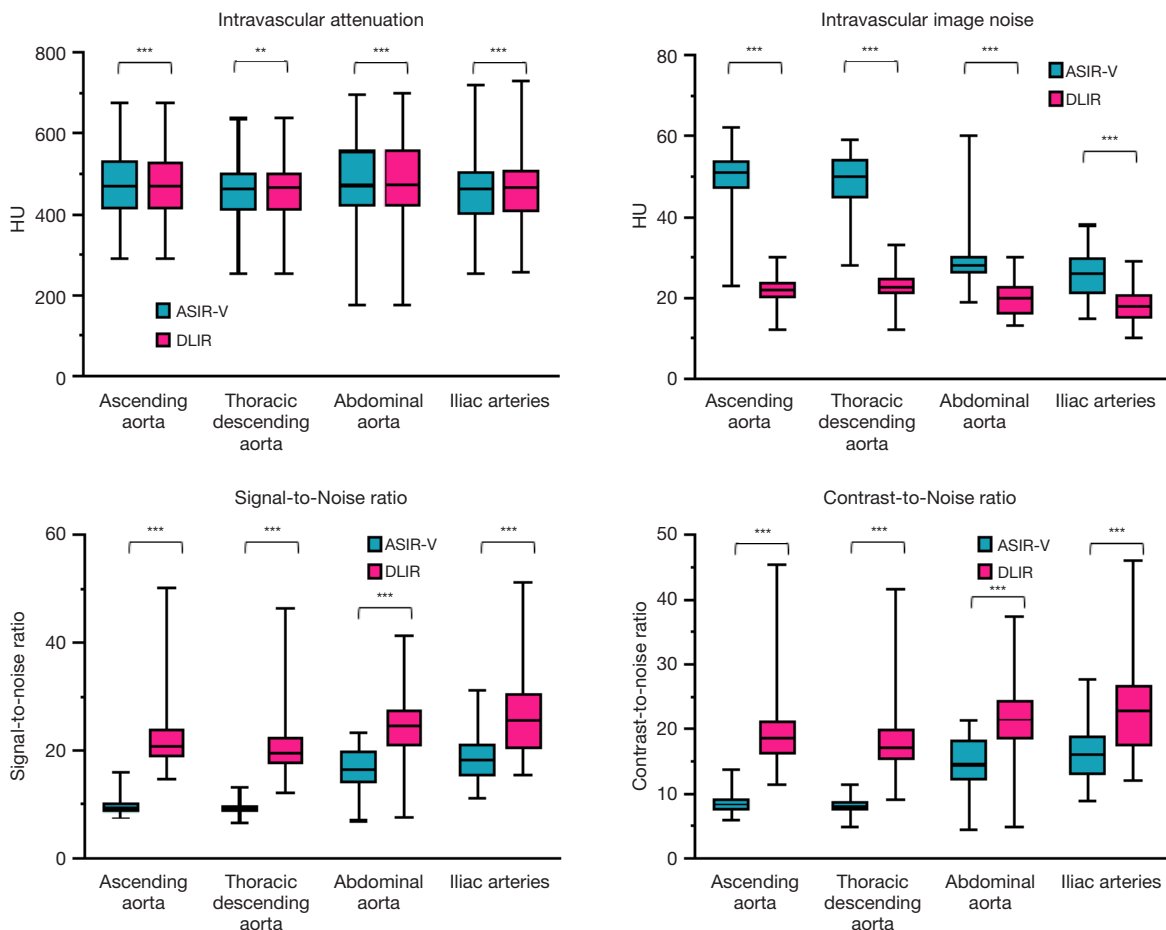 Intravascular attenuation
800
600
400
200
0
HU
***
**
***
***
ASIR-V
DLIR
Ascending
aorta
Thoracic
descending
aorta
Abdominal
aorta
Iliac arteries
Intravascular image noise
80
60
40
20
0
HU
***
***
***
***
ASIR-V
DLIR
Ascending
aorta
Thoracic
descending
aorta
Abdominal
aorta
Iliac arteries
Signal-to-Noise ratio
60
40
20
0
Signal-to-noise ratio
***
***
***
***
ASIR-V
DLIR
Ascending
aorta
Thoracic
descending
aorta
Abdominal
aorta
Iliac arteries
Contrast-to-Noise ratio
50
40
30
20
10
0
Contrast-to-noise ratio
***
***
***
***
ASIR-V
DLIR
Ascending
aorta
Thoracic
descending
aorta
Abdominal
aorta
Iliac arteries